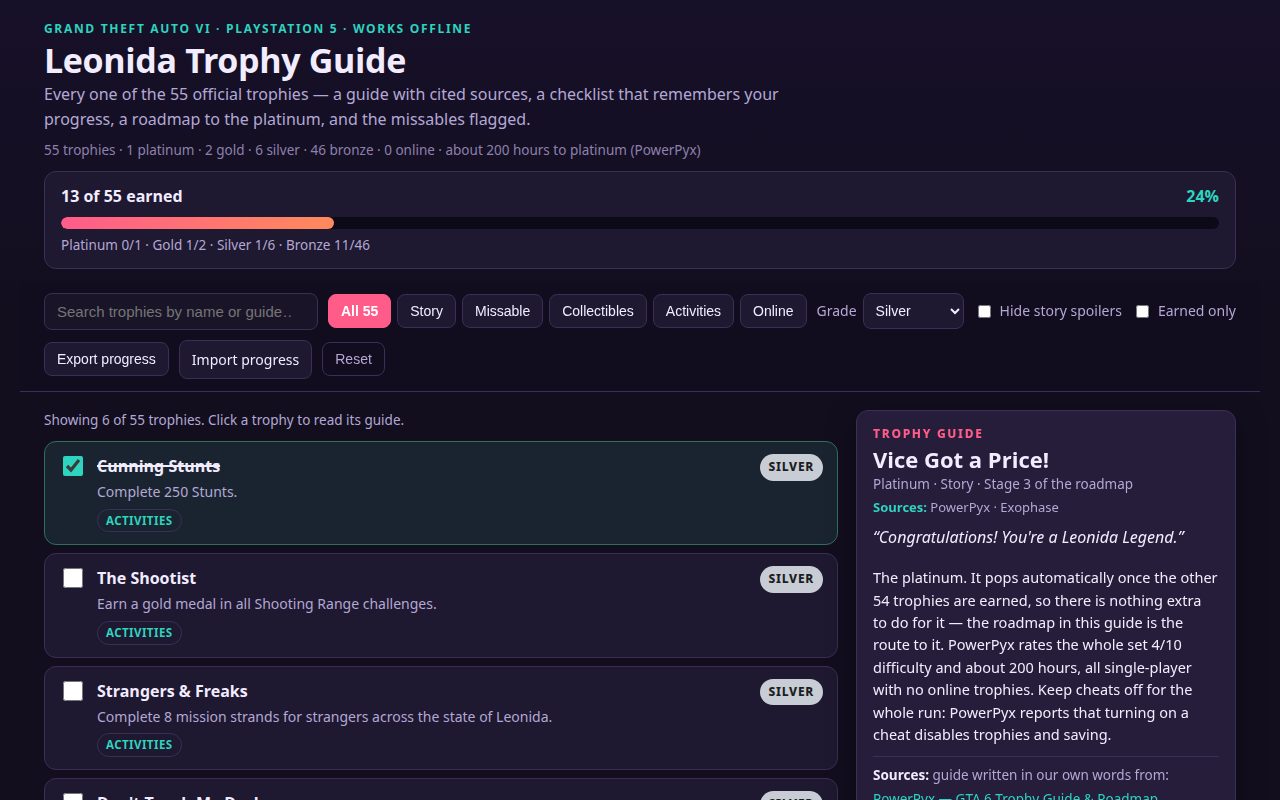 GRAND THEFT AUTO VI · PLAYSTATION 5 · WORKS OFFLINE
Leonida Trophy Guide
Every one of the 55 official trophies — a guide with cited sources, a checklist that remembers your
progress, a roadmap to the platinum, and the missables flagged.
55 trophies · 1 platinum · 2 gold · 6 silver · 46 bronze · 0 online · about 200 hours to platinum (PowerPyx)
13 of 55 earned
24%
Platinum 0/1 · Gold 1/2 · Silver 1/6 · Bronze 11/46
Search trophies by name or guide..
All 55
Story
Missable
Collectibles
Activities
Online
Grade
Silver
Hide story spoilers
Earned only
Export progress
Import progress
Reset
Showing 6 of 55 trophies. Click a trophy to read its guide.
Cunning Stunts
SILVER
Complete 250 Stunts.
ACTIVITIES
The Shootist
SILVER
Earn a gold medal in all Shooting Range challenges.
ACTIVITIES
Strangers & Freaks
SILVER
Complete 8 mission strands for strangers across the state of Leonida.
ACTIVITIES
TROPHY GUIDE
Vice Got a Price!
Platinum · Story · Stage 3 of the roadmap
Sources: PowerPyx · Exophase
“Congratulations! You're a Leonida Legend.”
The platinum. It pops automatically once the other
54 trophies are earned, so there is nothing extra
to do for it — the roadmap in this guide is the
route to it. PowerPyx rates the whole set 4/10
difficulty and about 200 hours, all single-player
with no online trophies. Keep cheats off for the
whole run: PowerPyx reports that turning on a
cheat disables trophies and saving.
Sources: guide written in our own words from:
PowerPyx — GTA 6 Trophy Guide & Roadmap